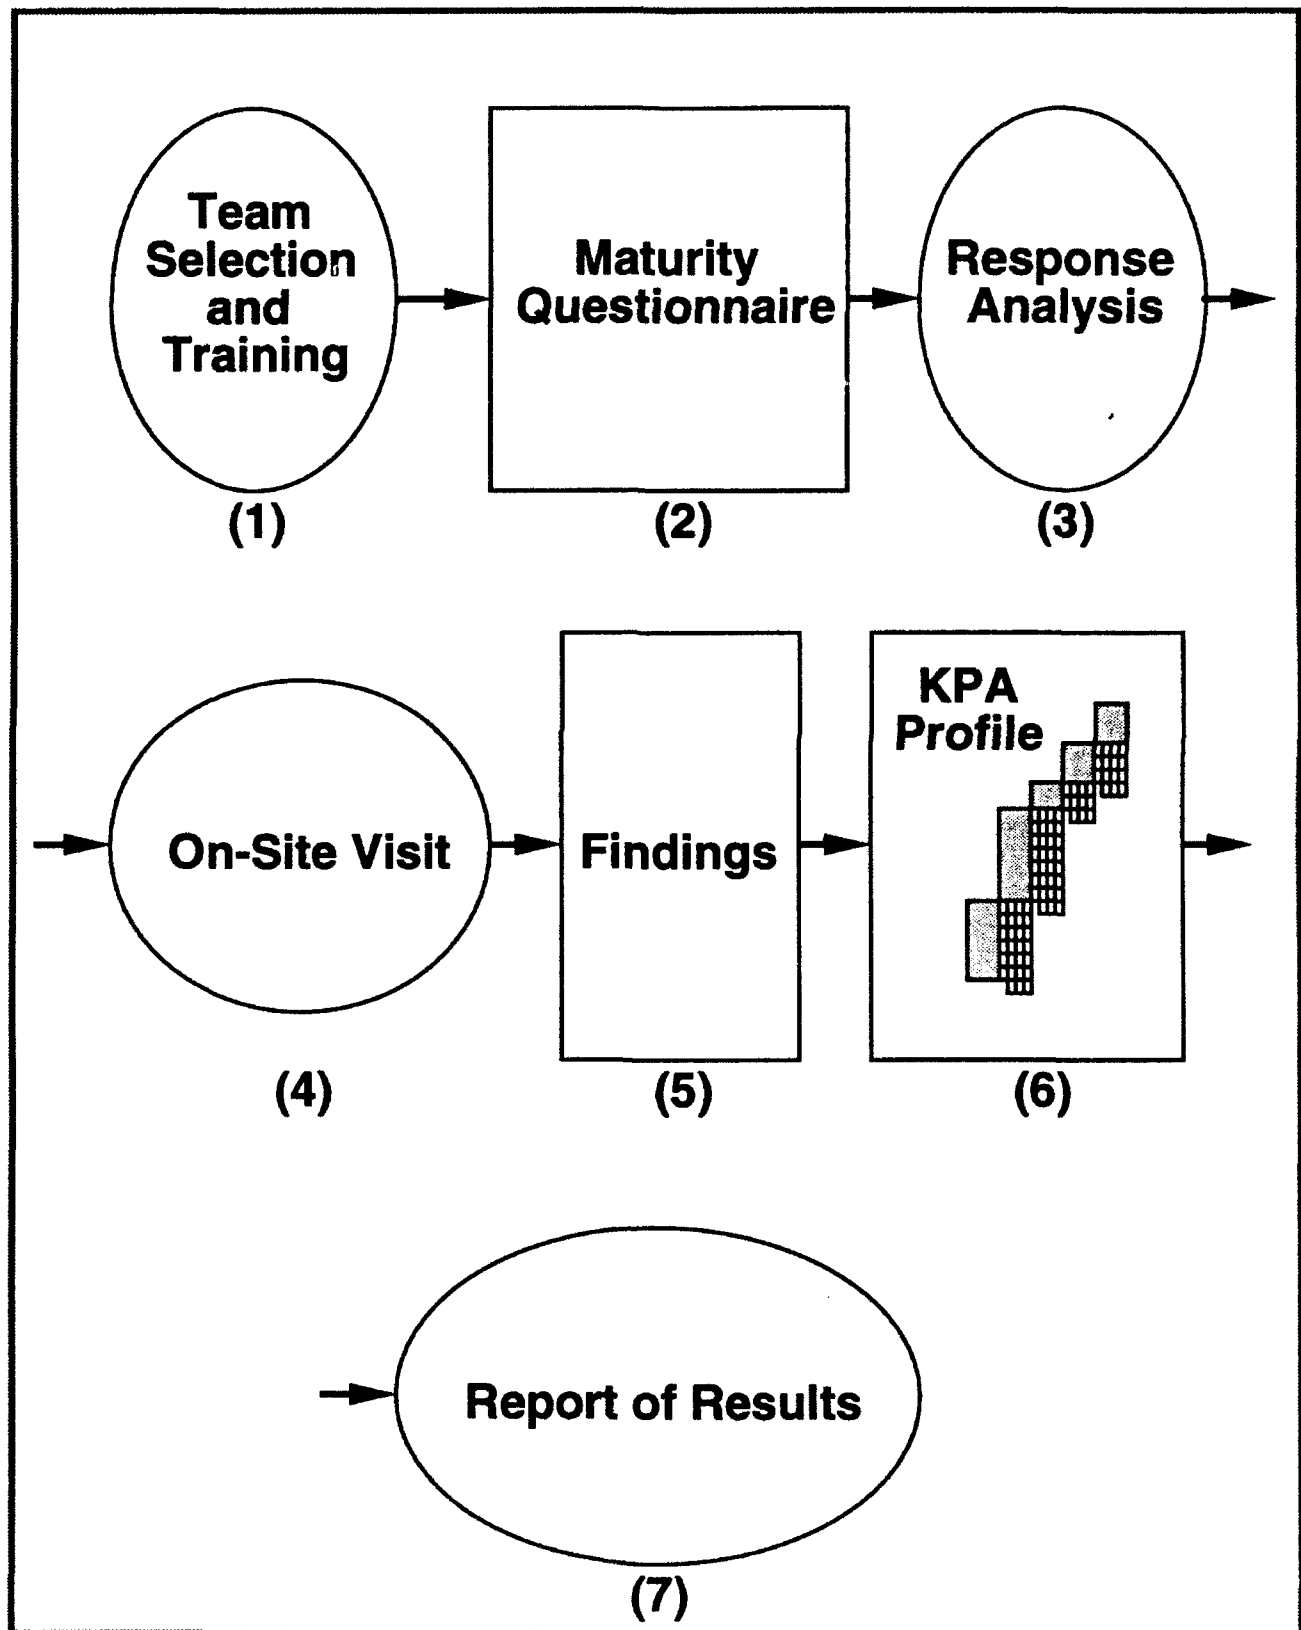 Team
Selection
and
Training
(1)
Maturity
Questionnaire
(2)
Response
Analysis
(3)
On-Site Visit
(4)
Findings
(5)
KPA
Profile
(6)
Report of Results
(7)